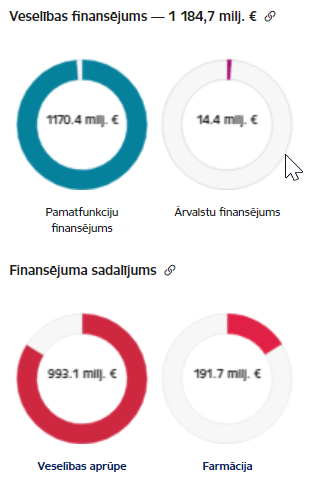 Veselības finansējums — 1 184,7 milj. €
1170.4 milj. €
14.4 milj. €
Pamatfunkciju
finansējums
Ārvalstu finansējums
Finansējuma sadalījums
993.1 milj. €
191.7 milj. €
Veselības aprūpe
Farmācija